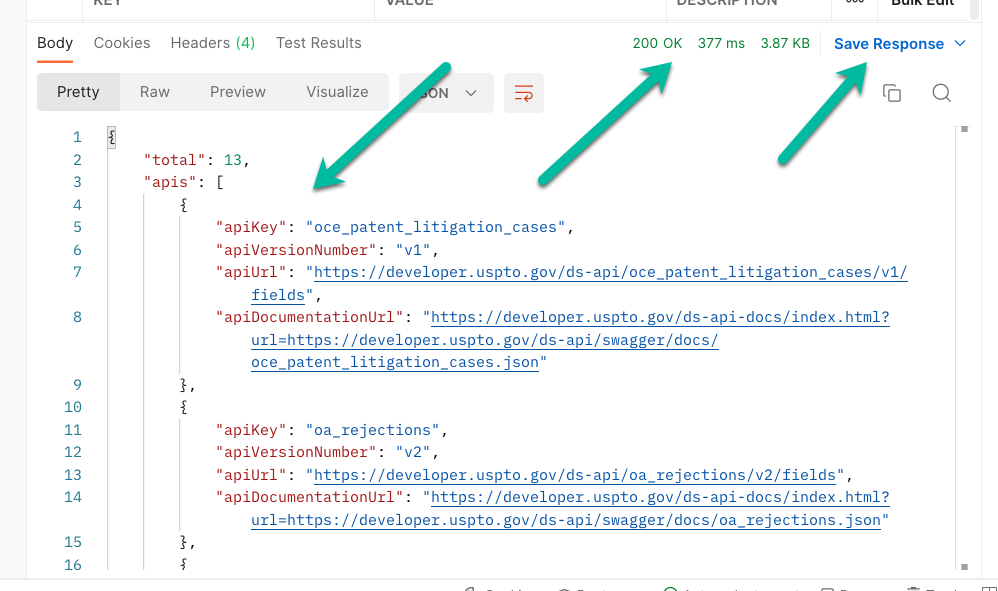 KEY VALUE DESCRIPTION Bulk Edit
Body Cookies Headers (4) Test Results 200 OK 377 ms 3.87 KB Save Response
Pretty Raw Preview Visualize JSON
1 {
2 "total": 13,
3 "apis": [
4 {
5 "apiKey": "oce_patent_litigation_cases",
6 "apiVersionNumber": "v1",
7 "apiUrl": "https://developer.uspto.gov/ds-api/oce_patent_litigation_cases/v1/
fields",
8 "apiDocumentationUrl": "https://developer.uspto.gov/ds-api-docs/index.html?
url=https://developer.uspto.gov/ds-api/swagger/docs/
oce_patent_litigation_cases.json"
9 },
10 {
11 "apiKey": "oa_rejections",
12 "apiVersionNumber": "v2",
13 "apiUrl": "https://developer.uspto.gov/ds-api/oa_rejections/v2/fields",
14 "apiDocumentationUrl": "https://developer.uspto.gov/ds-api-docs/index.html?
url=https://developer.uspto.gov/ds-api/swagger/docs/oa_rejections.json"
15 },
16 {